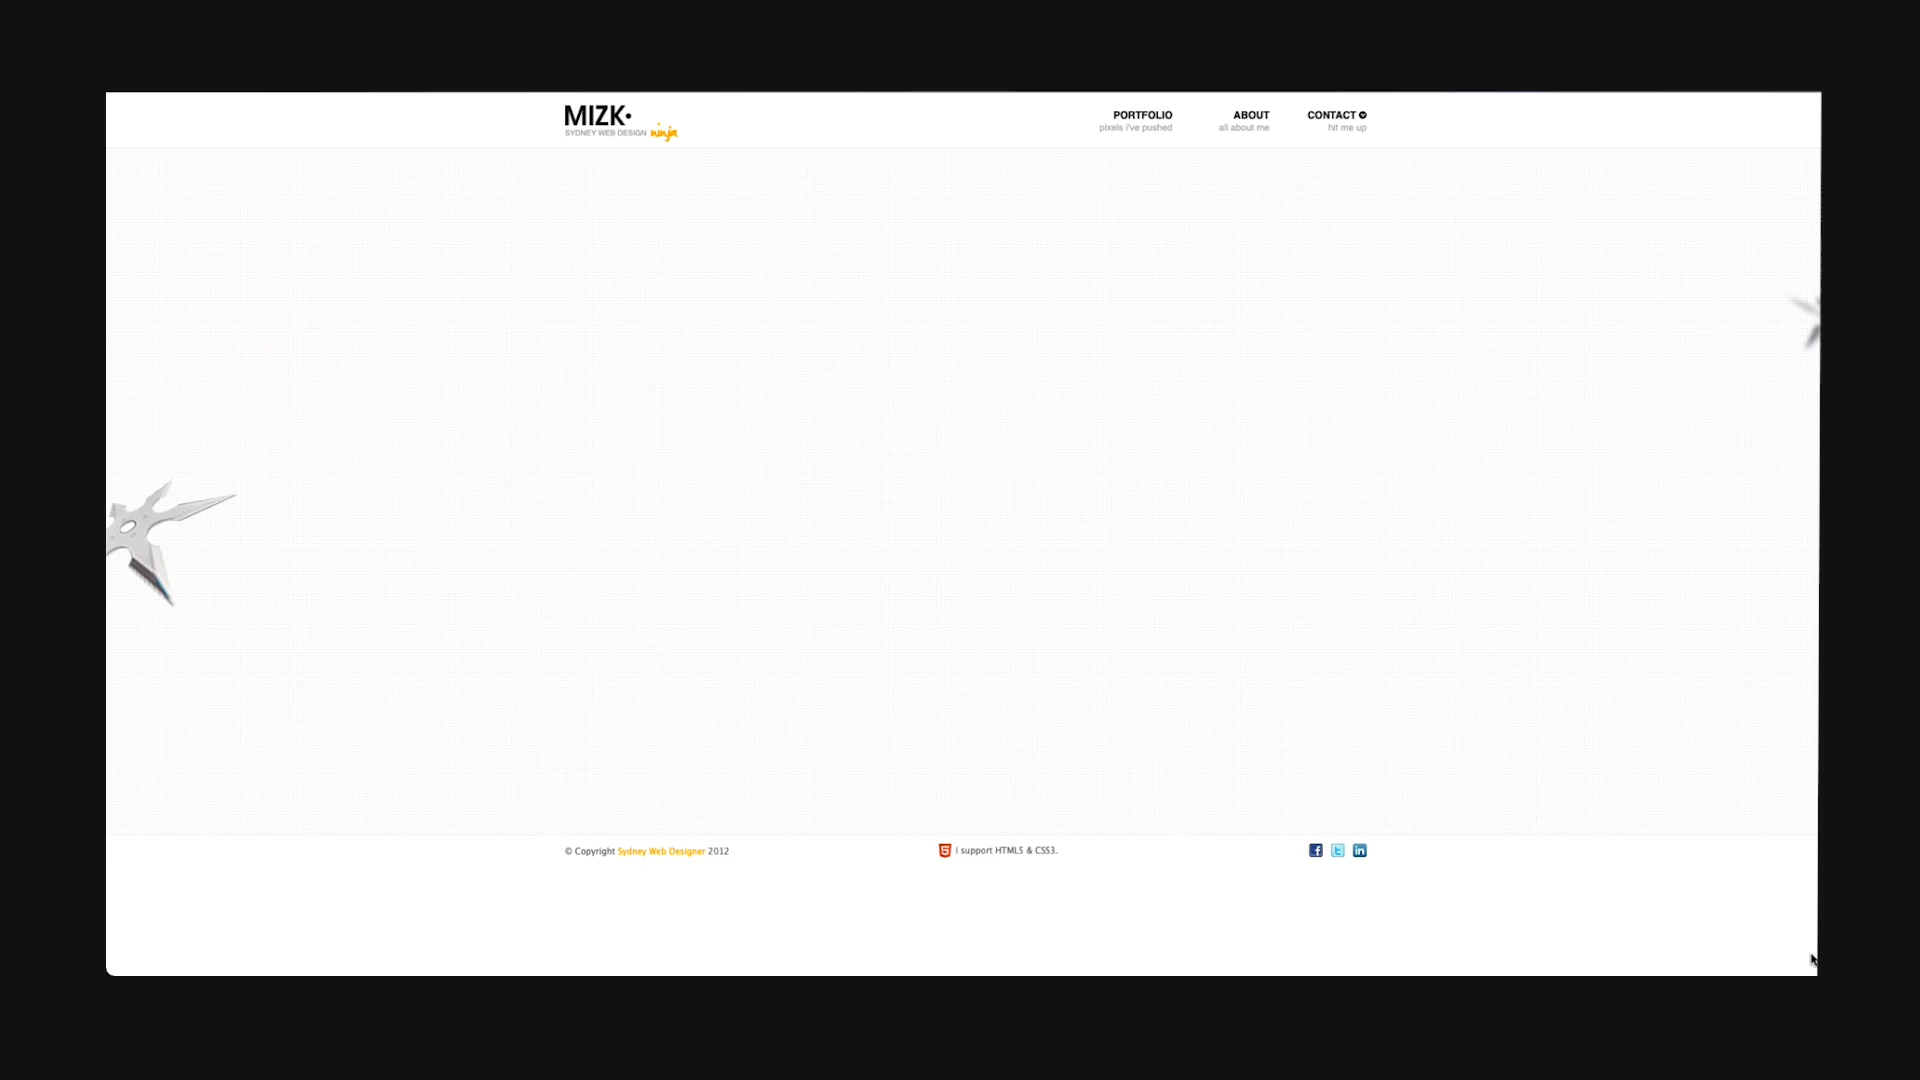 MIZK•
SYDNEY WEB DESIGN ninja
PORTFOLIO
pixels i've pushed
ABOUT
all about me
CONTACT
hit me up
© Copyright Sydney Web Designer 2012
I support HTML5 & CSS3.